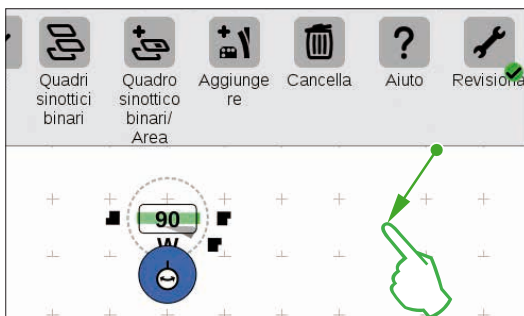 Quadri
sinottici
binari
Quadro
sinottico
binari/
Area
Aggiunge
re
Cancella
?
Aiuto
Revisiona
90
W